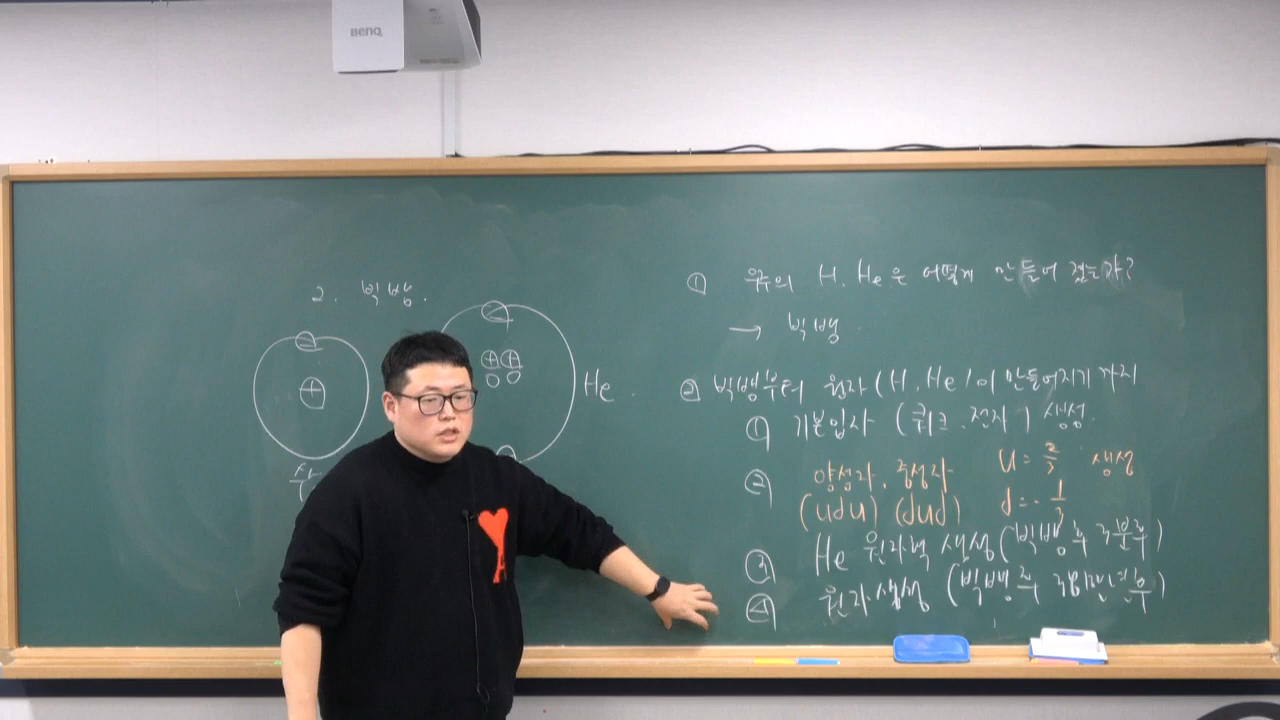 BenQ
2. 빅뱅.
He
① 우주의 H, He은 어떻게 만들어 졌는가?
→ 빅뱅
② 빅뱅부터 원자 (H, He)이 만들어지기 까지
① 기본입자 (쿼크, 전자) 생성.
② 양성자, 중성자 u = 2/3 생성
(udu) (dud) d = -1/3
③ He 원자핵 생성 (빅뱅 후 3분후)
④ 원자생성 (빅뱅 후 38만년후)